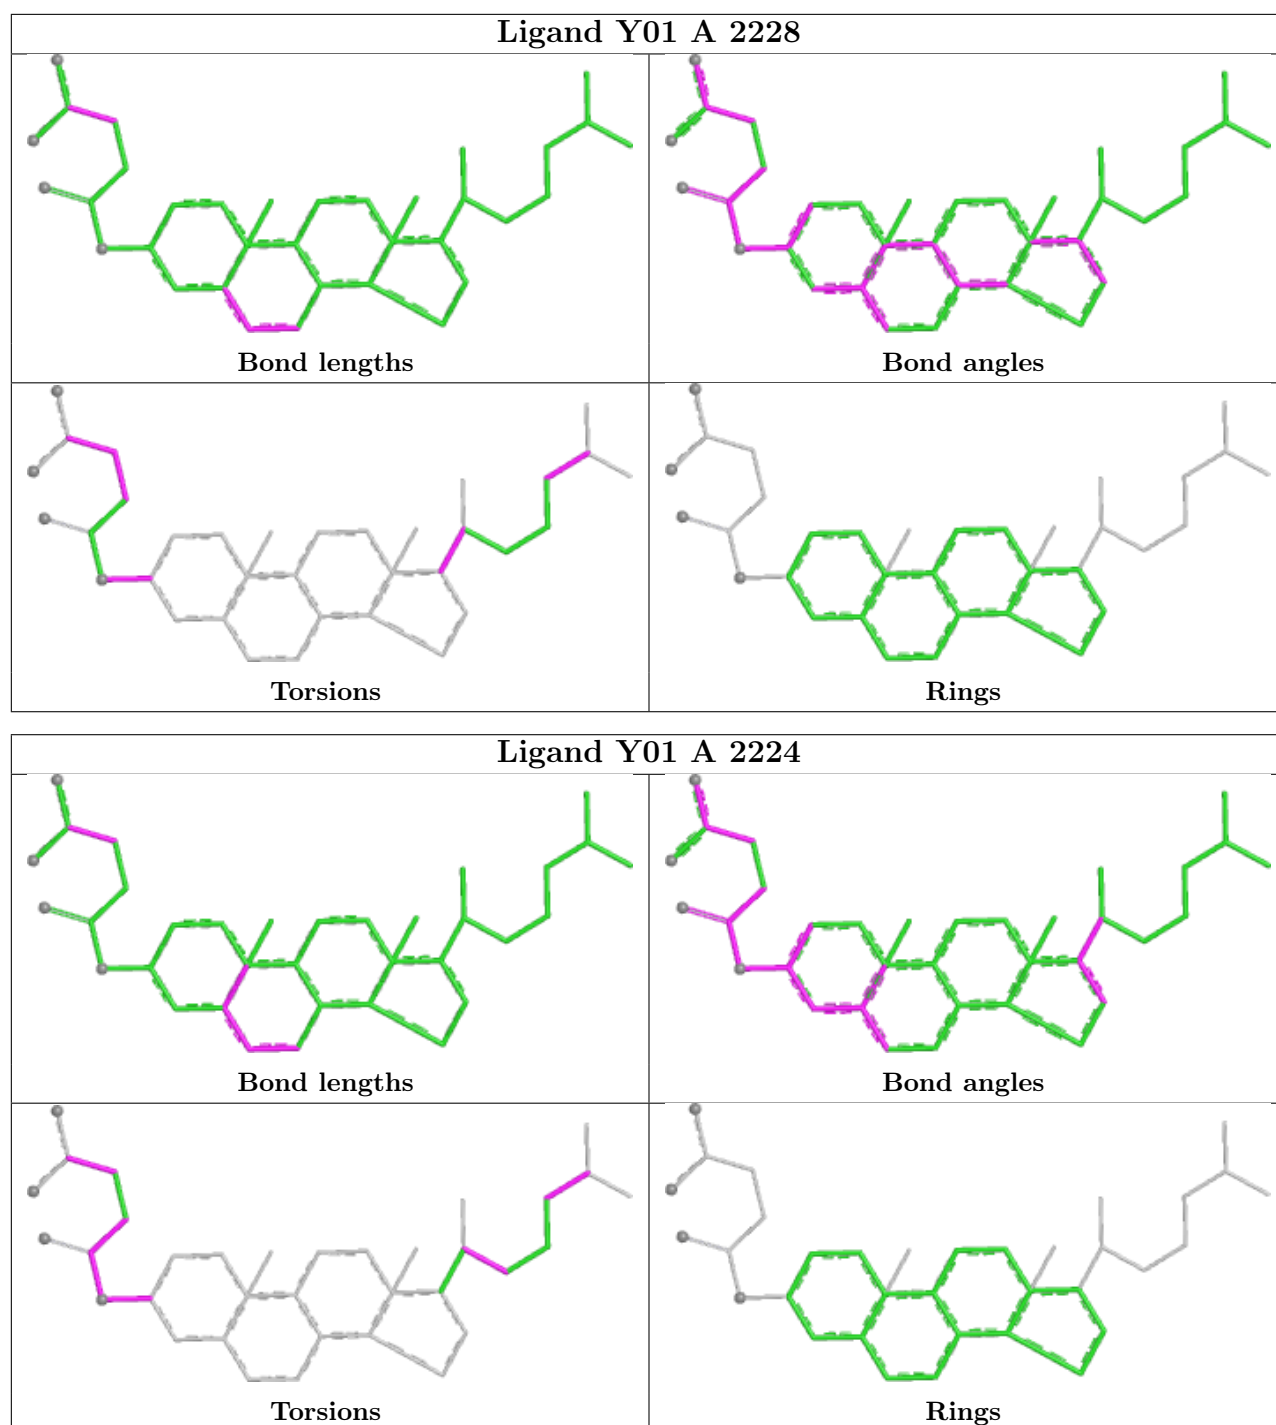 Ligand Y01 A 2228
Bond lengths
Bond angles
Torsions
Rings
Ligand Y01 A 2224
Bond lengths
Bond angles
Torsions
Rings